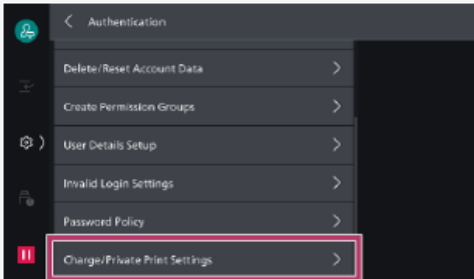 Authentication
Delete/Reset Account Data
Create Permission Groups
User Details Setup
Invalid Login Settings
Password Policy
Charge/Private Print Settings